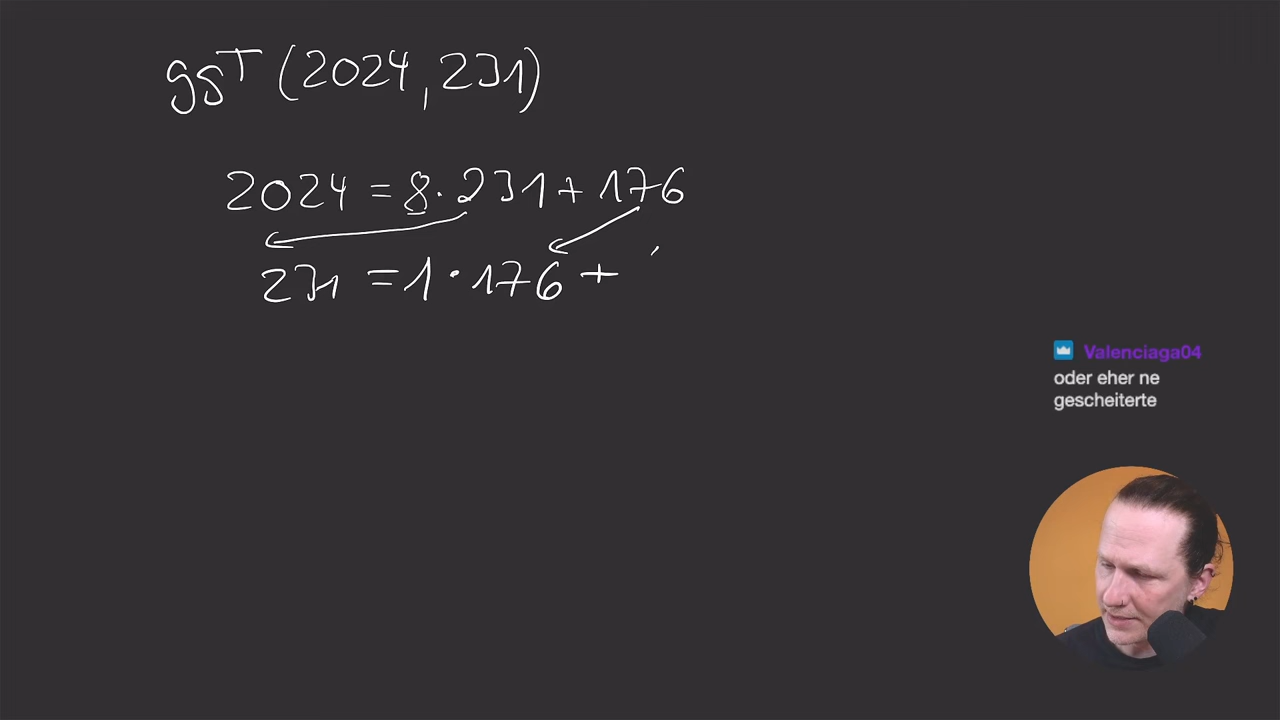 ggT (2024, 231)
2024 = 8 · 231 + 176
231 = 1 · 176 +
Valenciaga04
oder eher ne
gescheiterte